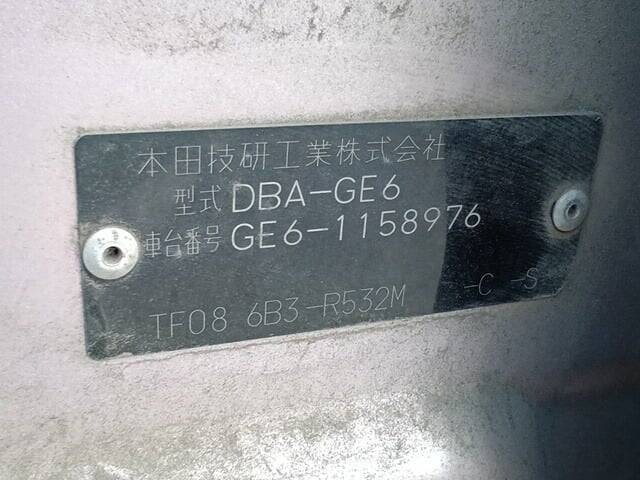 本田技研工業株式会社
型式 DBA-GE6
車台番号 GE6-1158976
TF08 6B3-R532M -C -S